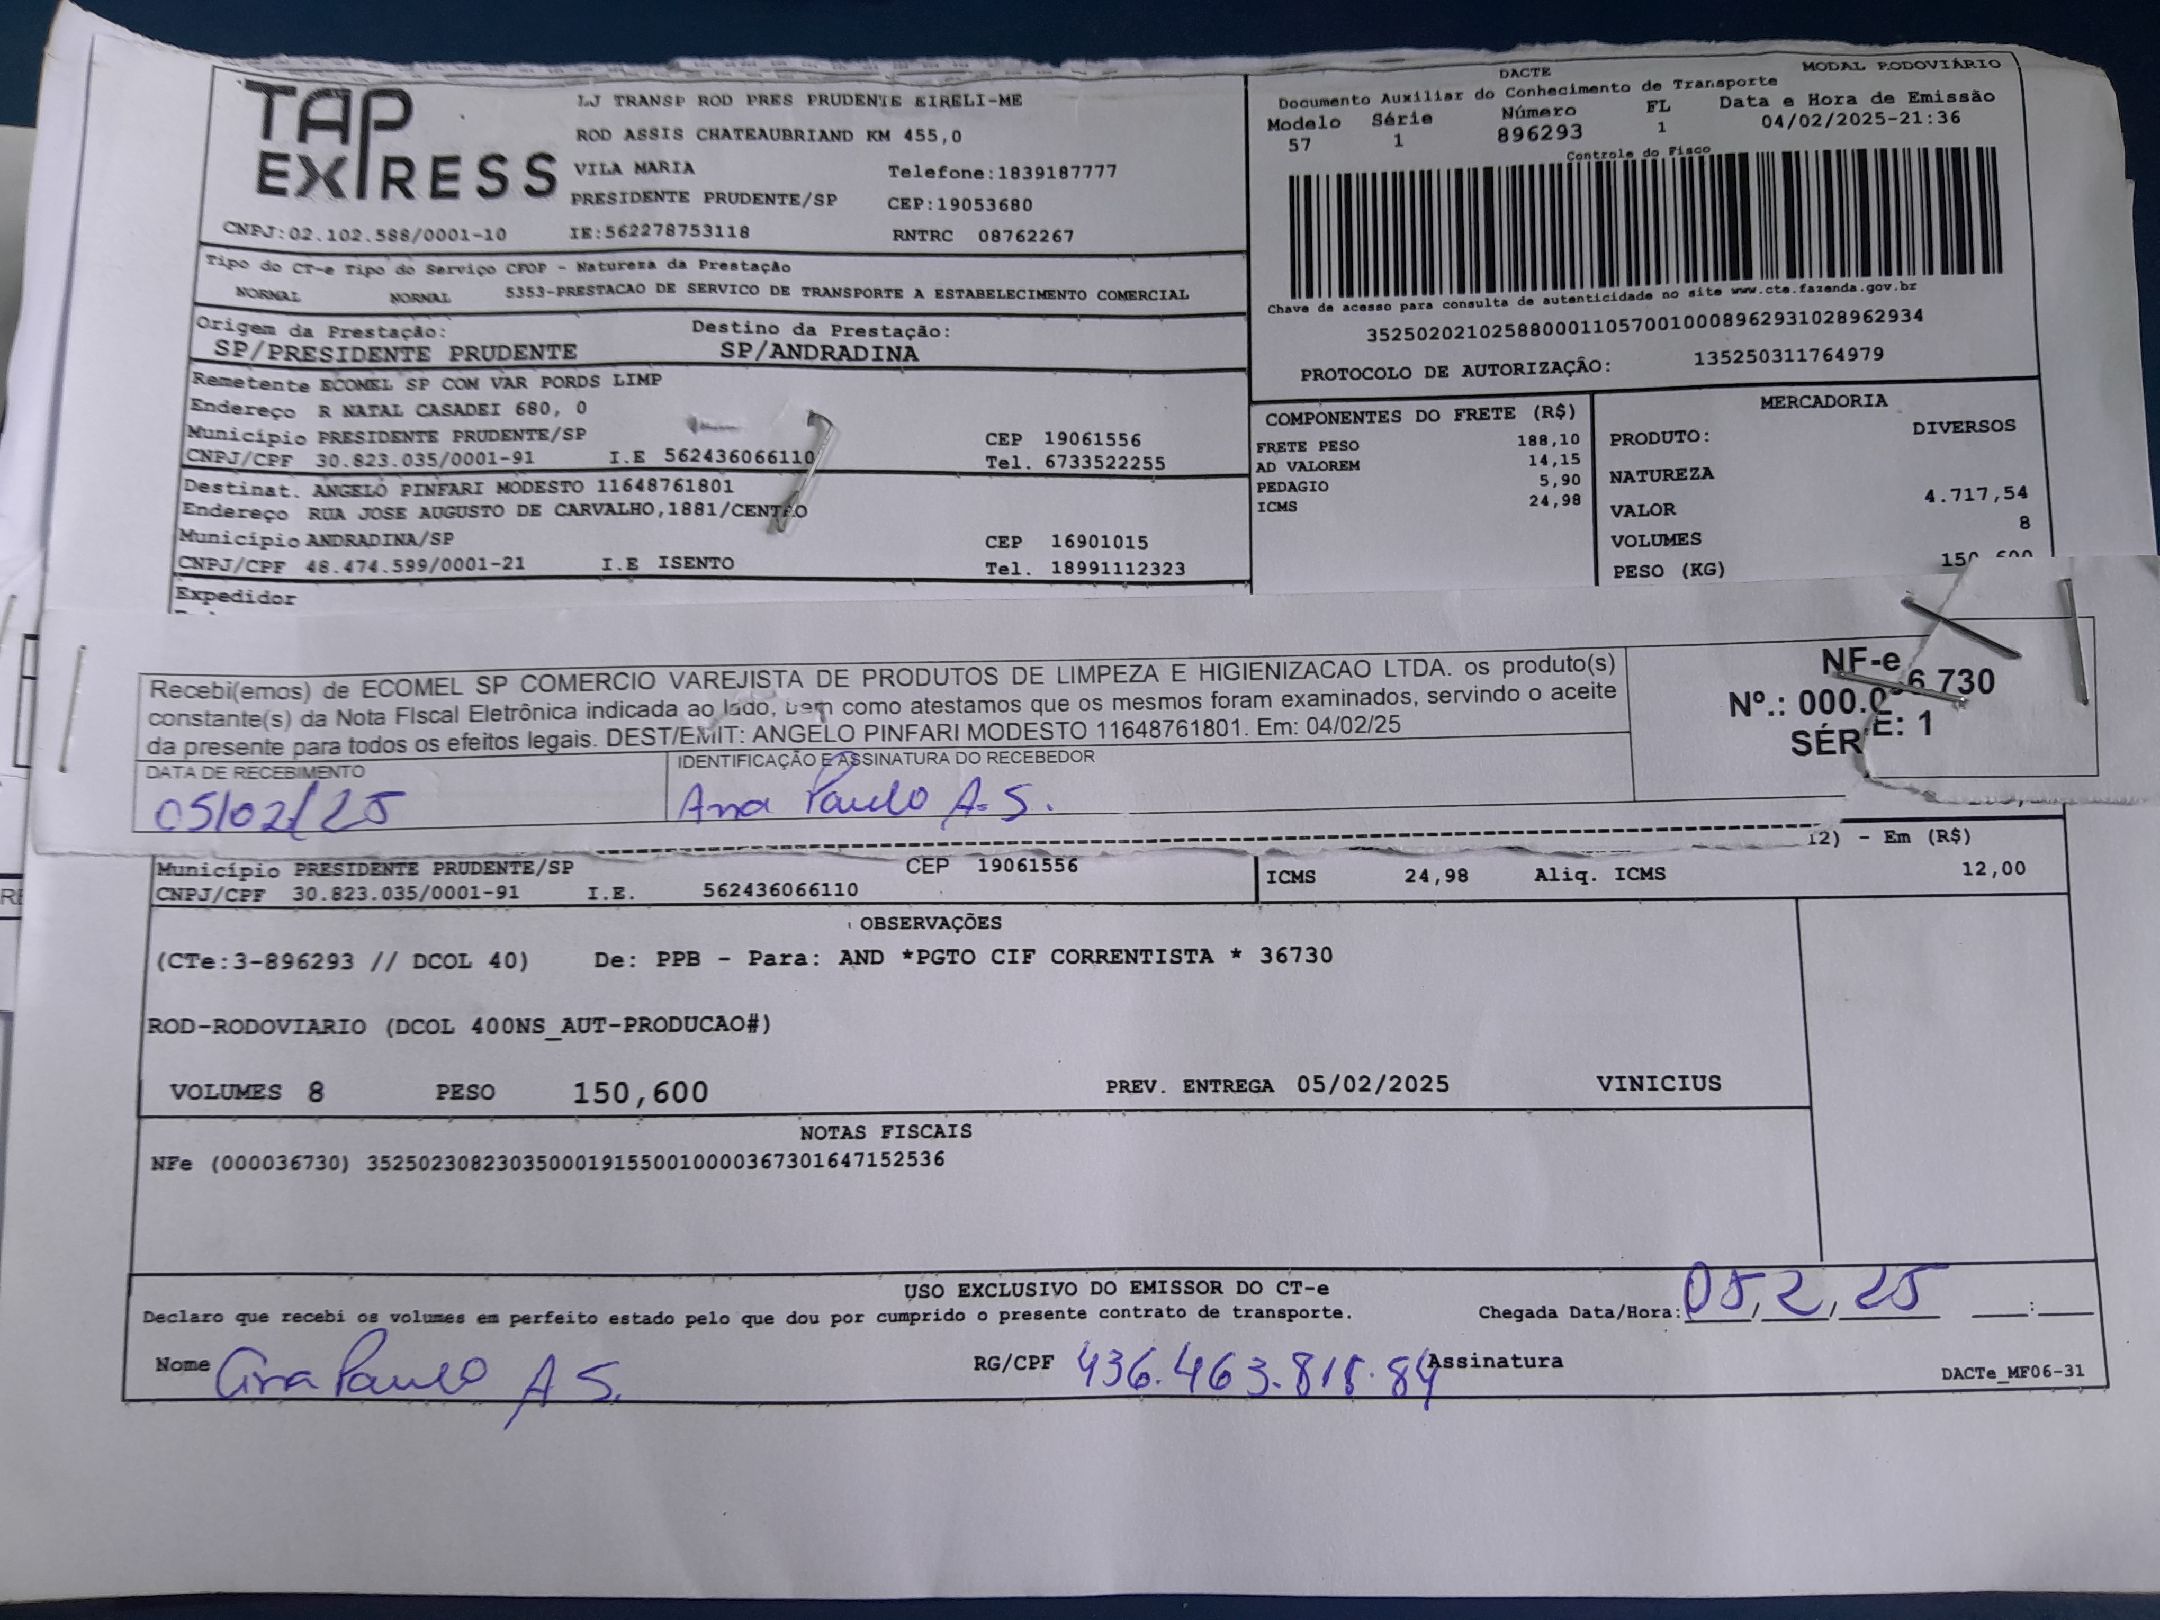 TAP
EXPRESS
LJ TRANSP ROD PRES PRUDENTE EIRELI-ME
ROD ASSIS CHATEAUBRIAND KM 455,0
VILA MARIA Telefone:1839187777
PRESIDENTE PRUDENTE/SP CEP:19053680
CNPJ:02.102.588/0001-10 IE:562278753118 RNTRC 08762267
DACTE MODAL RODOVIÁRIO
Documento Auxiliar do Conhecimento de Transporte
Modelo Série Número FL Data e Hora de Emissão
57 1 896293 1 04/02/2025-21:36
Controle do Fisco
Chave de acesso para consulta de autenticidade no site www.cte.fazenda.gov.br
35250202102588000110570010008962931028962934
PROTOCOLO DE AUTORIZAÇÃO: 135250311764979
Tipo do CT-e Tipo do Serviço CFOP - Natureza da Prestação
NORMAL NORMAL 5353-PRESTACAO DE SERVICO DE TRANSPORTE A ESTABELECIMENTO COMERCIAL
Origem da Prestação: Destino da Prestação:
SP/PRESIDENTE PRUDENTE SP/ANDRADINA
Remetente ECOMEL SP COM VAR PORDS LIMP
Endereço R NATAL CASADEI 680, 0
Município PRESIDENTE PRUDENTE/SP CEP 19061556
CNPJ/CPF 30.823.035/0001-91 I.E 562436066110 Tel. 6733522255
Destinat. ANGELO PINFARI MODESTO 11648761801
Endereço RUA JOSE AUGUSTO DE CARVALHO,1881/CENTRO
Município ANDRADINA/SP CEP 16901015
CNPJ/CPF 48.474.599/0001-21 I.E ISENTO Tel. 18991112323
Expedidor
COMPONENTES DO FRETE (R$)
FRETE PESO 188,10
AD VALOREM 14,15
PEDAGIO 5,90
ICMS 24,98
MERCADORIA
PRODUTO: DIVERSOS
NATUREZA
VALOR 4.717,54
VOLUMES 8
PESO (KG) 150,600
Recebi(emos) de ECOMEL SP COMERCIO VAREJISTA DE PRODUTOS DE LIMPEZA E HIGIENIZACAO LTDA. os produto(s)
constante(s) da Nota FIscal Eletrônica indicada ao lado, bem como atestamos que os mesmos foram examinados, servindo o aceite
da presente para todos os efeitos legais. DEST/EMIT: ANGELO PINFARI MODESTO 11648761801. Em: 04/02/25
NF-e
Nº.: 000.036.730
SÉRIE: 1
DATA DE RECEBIMENTO IDENTIFICAÇÃO E ASSINATURA DO RECEBEDOR
05/02/25 Ana Paula A.S.
12) - Em (R$)
Município PRESIDENTE PRUDENTE/SP CEP 19061556
CNPJ/CPF 30.823.035/0001-91 I.E. 562436066110
ICMS 24,98 Aliq. ICMS 12,00
OBSERVAÇÕES
(CTe:3-896293 // DCOL 40) De: PPB - Para: AND *PGTO CIF CORRENTISTA * 36730
ROD-RODOVIARIO (DCOL 400NS_AUT-PRODUCAO#)
VOLUMES 8 PESO 150,600 PREV. ENTREGA 05/02/2025 VINICIUS
NOTAS FISCAIS
NFe (000036730) 35250230823035000191550010000367301647152536
USO EXCLUSIVO DO EMISSOR DO CT-e
Declaro que recebi os volumes em perfeito estado pelo que dou por cumprido o presente contrato de transporte. Chegada Data/Hora: 05/2/25 :
Nome Ana Paula A S. RG/CPF 436.463.818.84 Assinatura
DACTe_MF06-31